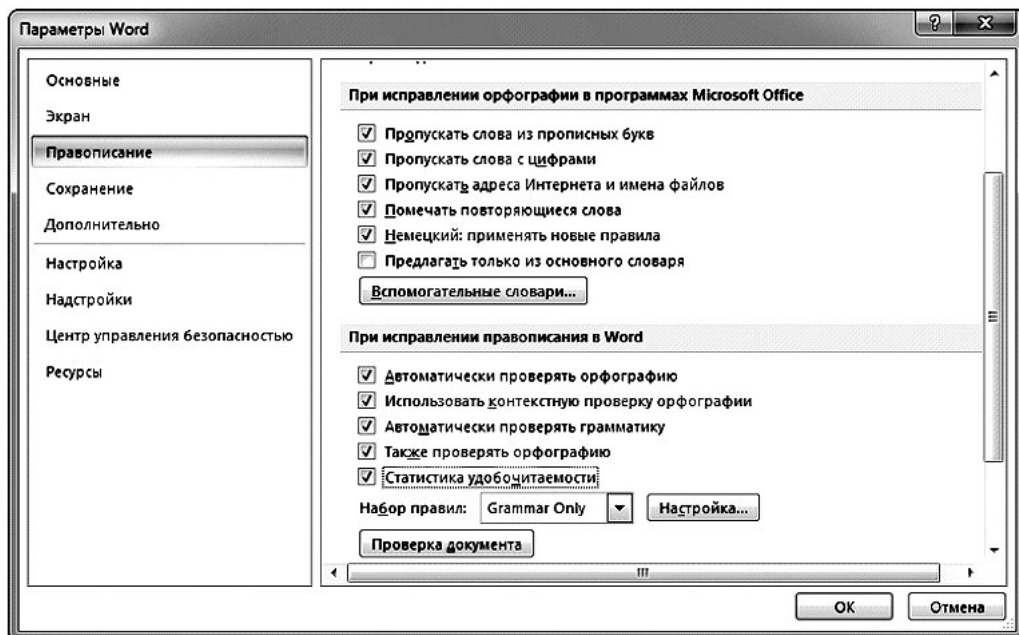 Параметры Word
Основные
Экран
Правописание
Сохранение
Дополнительно
Настройка
Надстройки
Центр управления безопасностью
Ресурсы
При исправлении орфографии в программах Microsoft Office
Пропускать слова из прописных букв
Пропускать слова с цифрами
Пропускать адреса Интернета и имена файлов
Помечать повторяющиеся слова
Немецкий: применять новые правила
Предлагать только из основного словаря
Вспомогательные словари...
При исправлении правописания в Word
Автоматически проверять орфографию
Использовать контекстную проверку орфографии
Автоматически проверять грамматику
Также проверять орфографию
Статистика удобочитаемости
Набор правил: Grammar Only Настройка...
Проверка документа
ОК Отмена